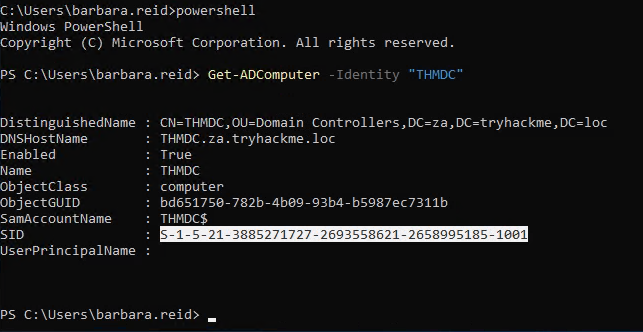 C:\Users\barbara.reid>powershell
Windows PowerShell
Copyright (C) Microsoft Corporation. All rights reserved.
PS C:\Users\barbara.reid> Get-ADComputer -Identity "THMDC"
DistinguishedName : CN=THMDC,OU=Domain Controllers,DC=za,DC=tryhackme,DC=loc
DNSHostName : THMDC.za.tryhackme.loc
Enabled : True
Name : THMDC
ObjectClass : computer
ObjectGUID : bd651750-782b-4b09-93b4-b5987ec7311b
SamAccountName : THMDC$
SID : S-1-5-21-3885271727-2693558621-2658995185-1001
UserPrincipalName :
PS C:\Users\barbara.reid>